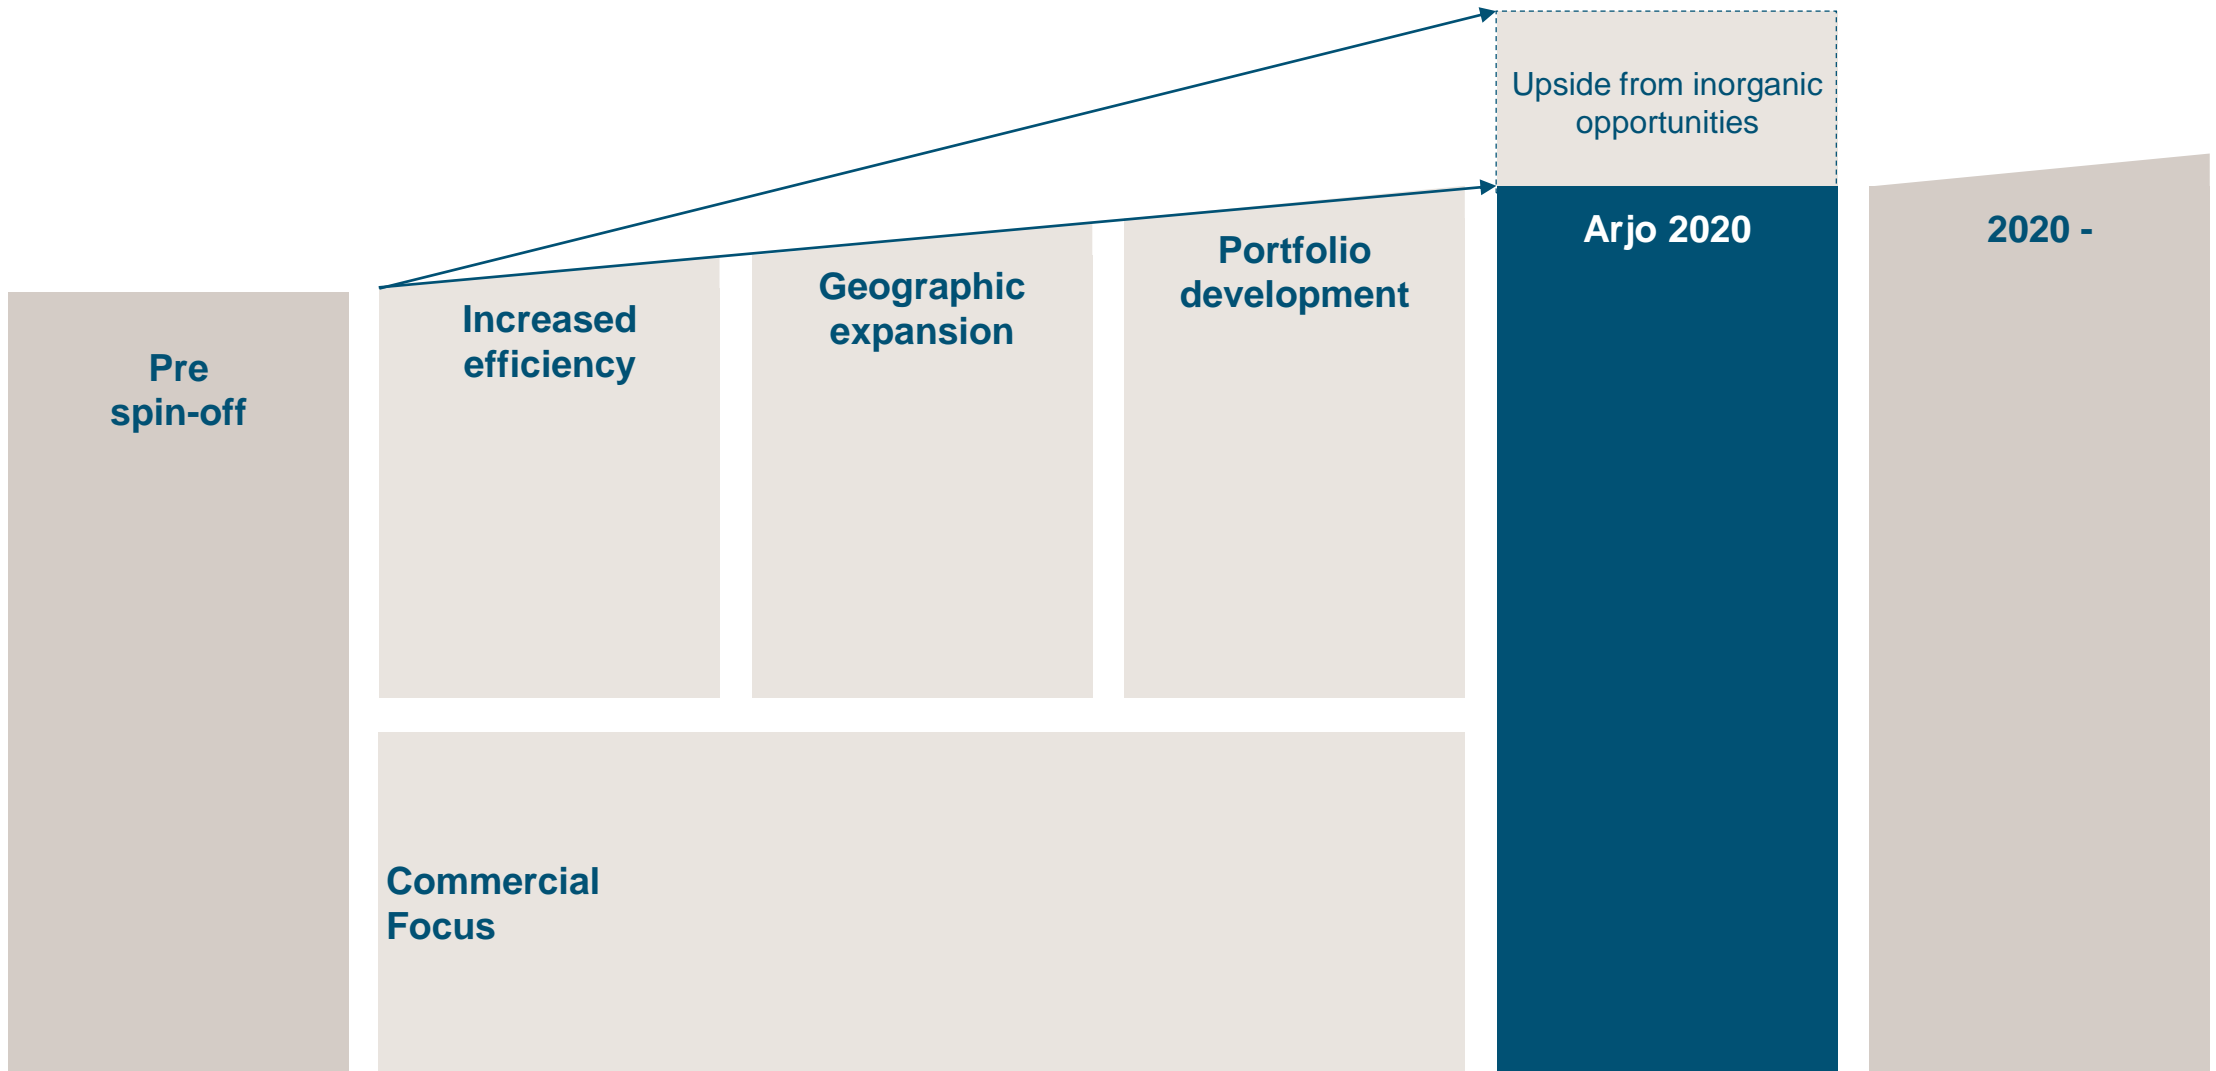 Pre
spin-off
Increased
efficiency
Geographic
expansion
Portfolio
development
Upside from inorganic
opportunities
Arjo 2020
2020 -
Commercial
Focus